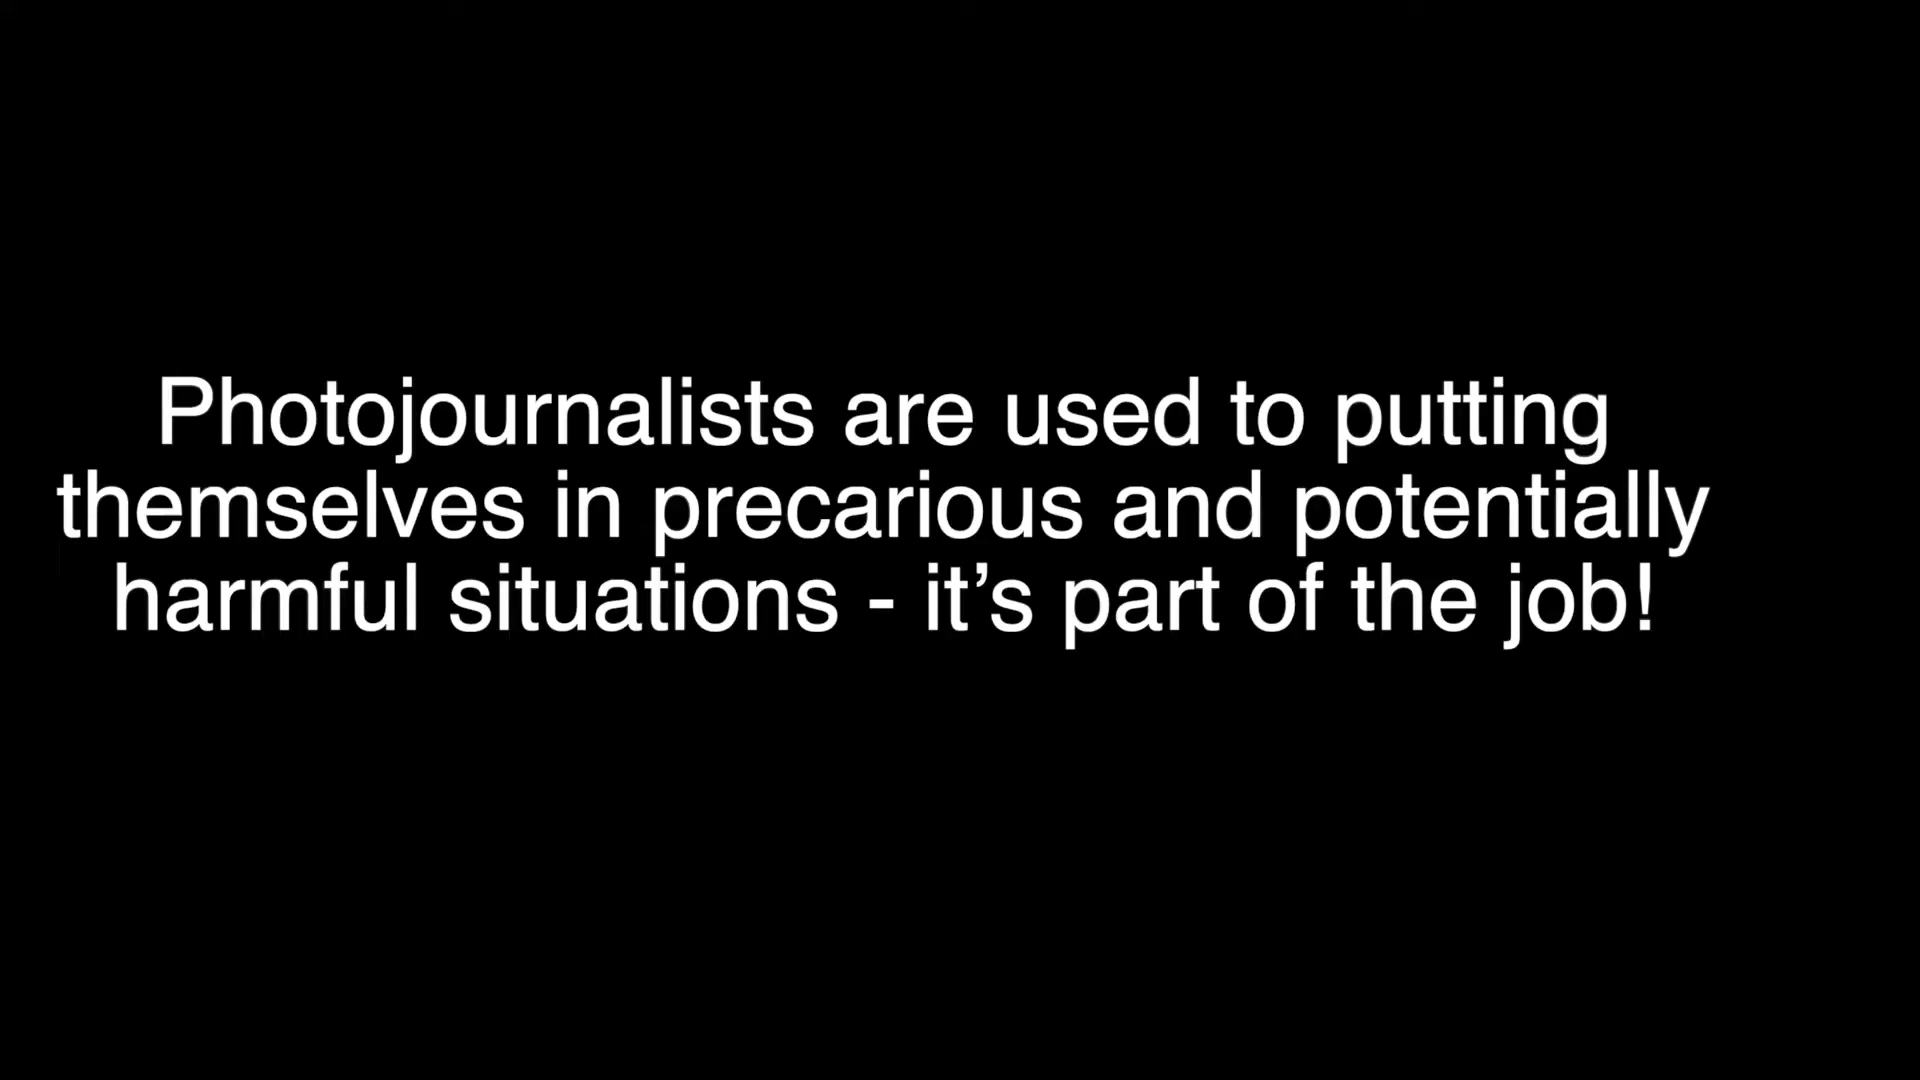 Photojournalists are used to putting
themselves in precarious and potentially
harmful situations - it’s part of the job!